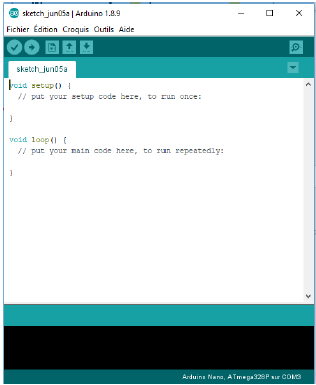 sketch_jun05a | Arduino 1.8.9
Fichier Édition Croquis Outils Aide
sketch_jun05a
void setup() {
// put your setup code here, to run once:
}
void loop() {
// put your main code here, to run repeatedly:
}
Arduino Nano, ATmega328P sur COM3